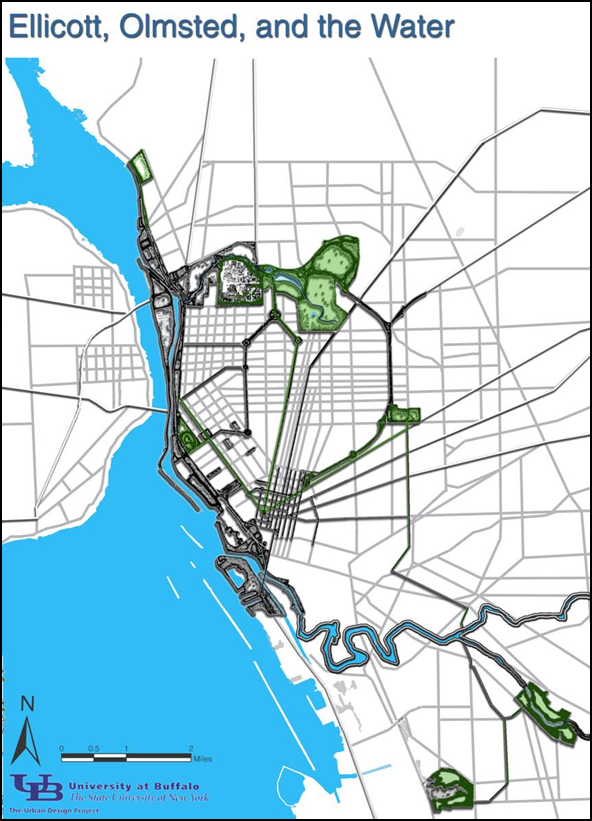 Ellicott, Olmsted, and the Water
N
0 0.5 1 2
Miles
UB University at Buffalo
The State University of New York
The Urban Design Project